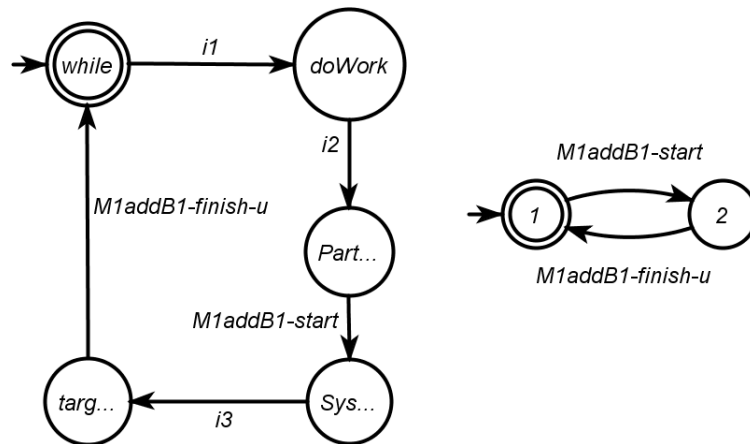 while
i1
doWork
i2
M1addB1-finish-u
Part...
M1addB1-start
targ...
i3
Sys...
M1addB1-start
1
2
M1addB1-finish-u